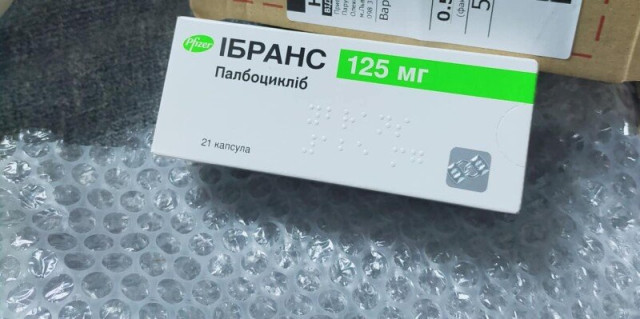 Pfizer
ІБРАНС
125 мг
Палбоцикліб
21 капсула